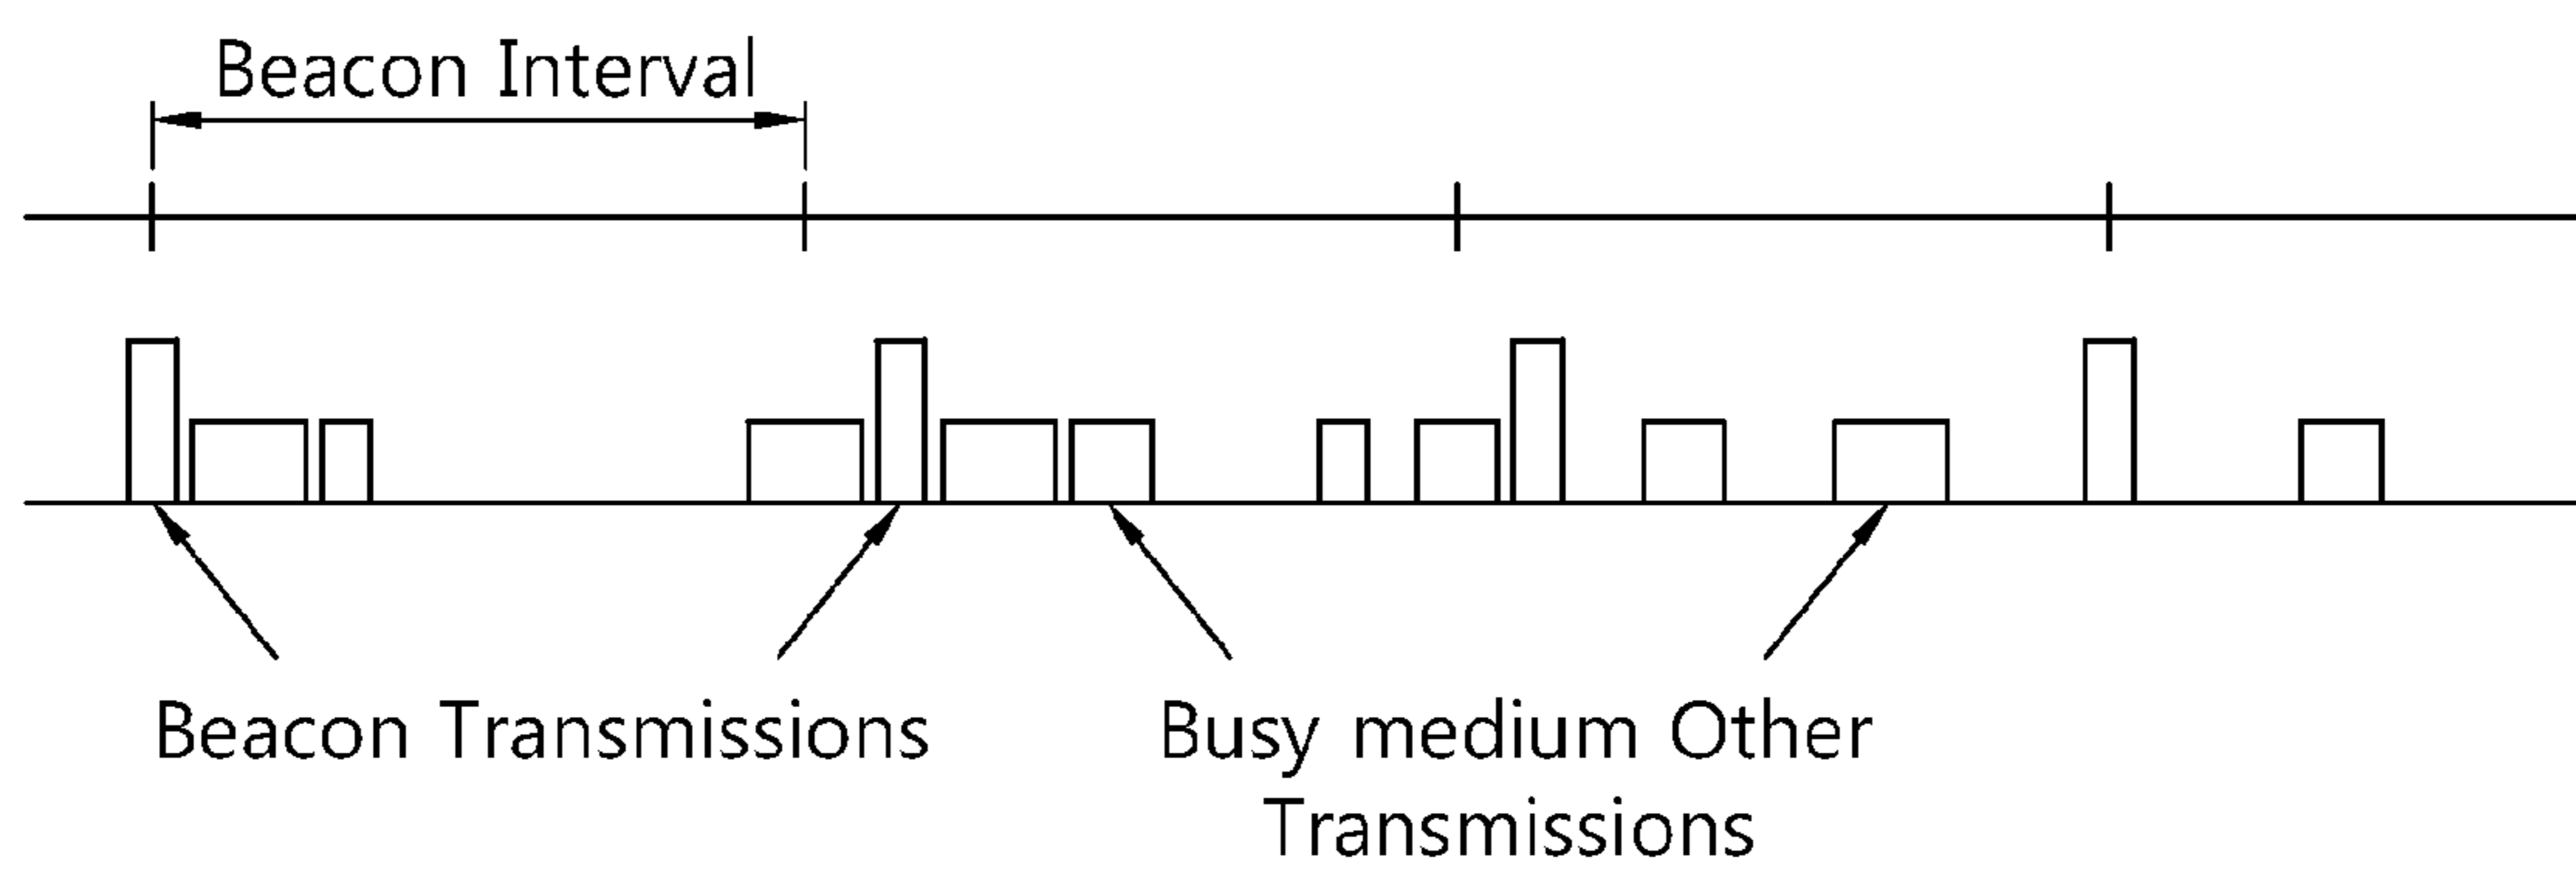 Beacon Interval
Beacon Transmissions
Busy medium Other
Transmissions